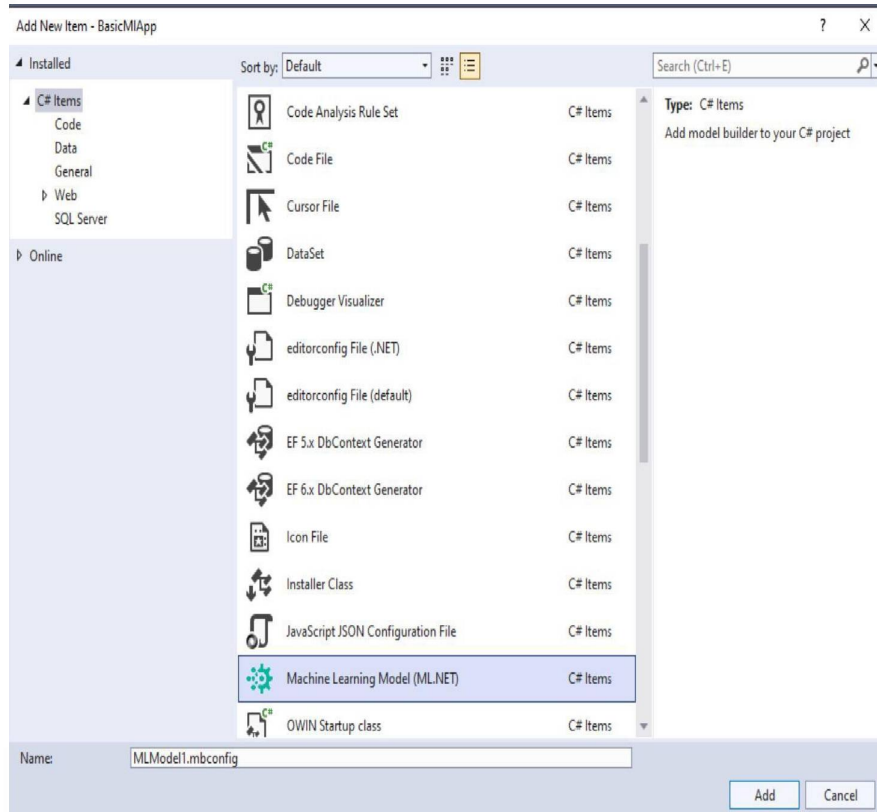 Add New Item - BasicMlApp
?
X
Installed
Sort by: Default
Search (Ctrl+E)
C# Items
Code
Data
General
Web
SQL Server
Online
Code Analysis Rule Set C# Items
Code File C# Items
Cursor File C# Items
DataSet C# Items
Debugger Visualizer C# Items
editorconfig File (.NET) C# Items
editorconfig File (default) C# Items
EF 5.x DbContext Generator C# Items
EF 6.x DbContext Generator C# Items
Icon File C# Items
Installer Class C# Items
JavaScript JSON Configuration File C# Items
Machine Learning Model (ML.NET) C# Items
OWIN Startup class C# Items
Type: C# Items
Add model builder to your C# project
Name: MLModel1.mbconfig
Add Cancel